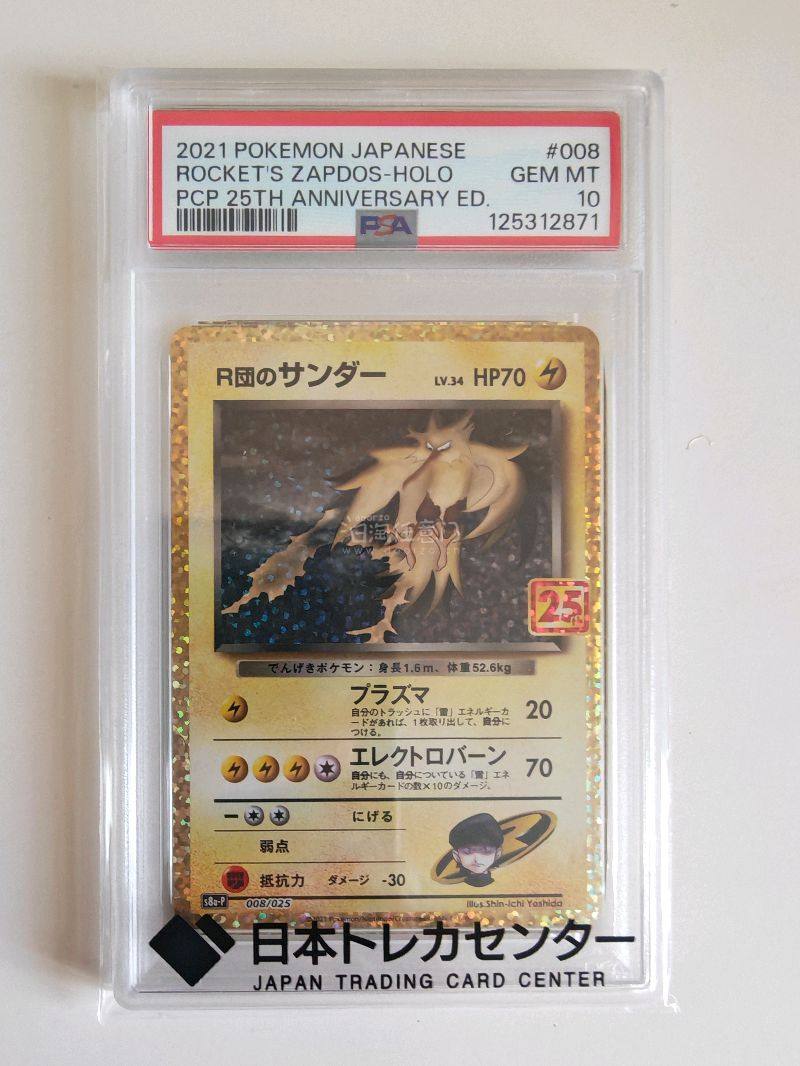 2021 POKEMON JAPANESE #008
ROCKET'S ZAPDOS-HOLO GEM MT
PCP 25TH ANNIVERSARY ED. 10
PSA 125312871
R団のサンダー LV.34 HP70
25th
でんげきポケモン:身長1.6m、体重52.6kg
プラズマ 20
自分のトラッシュに「雷」エネルギーカ
ードがあれば、1枚取り出して、自分に
つける。
エレクトロバーン 70
自分にも、自分についている「雷」エネ
ルギーカードの数×10のダメージ。
にげる
弱点
抵抗力 ダメージ -30
s8a-P 008/025 Illus.Shin-ichi Yoshida
日本トレカセンター
JAPAN TRADING CARD CENTER